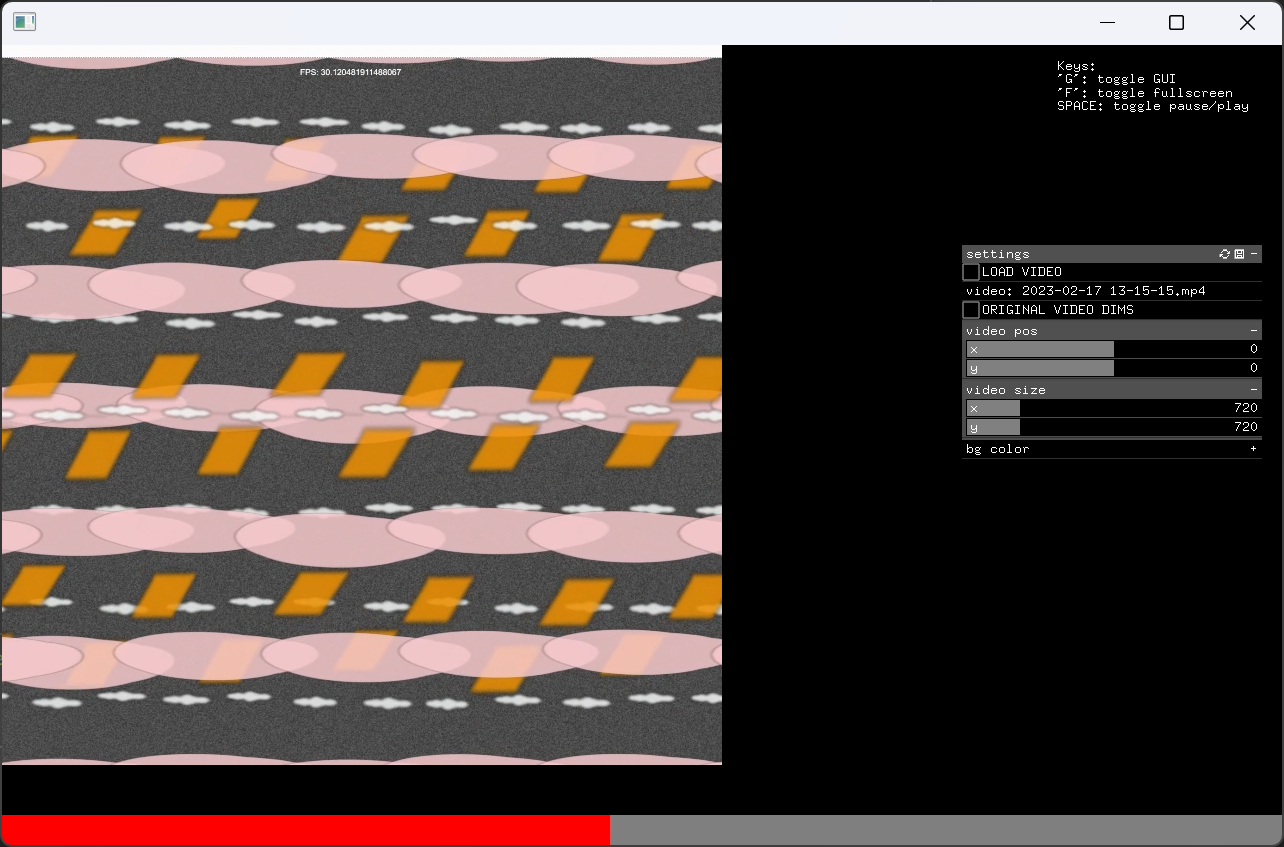 FPS: 30.120481911488067
Keys:
"G": toggle GUI
"F": toggle fullscreen
SPACE: toggle pause/play
settings -
LOAD VIDEO
video: 2023-02-17 13-15-15.mp4
ORIGINAL VIDEO DIMS
video pos -
x 0
y 0
video size -
x 720
y 720
bg color +